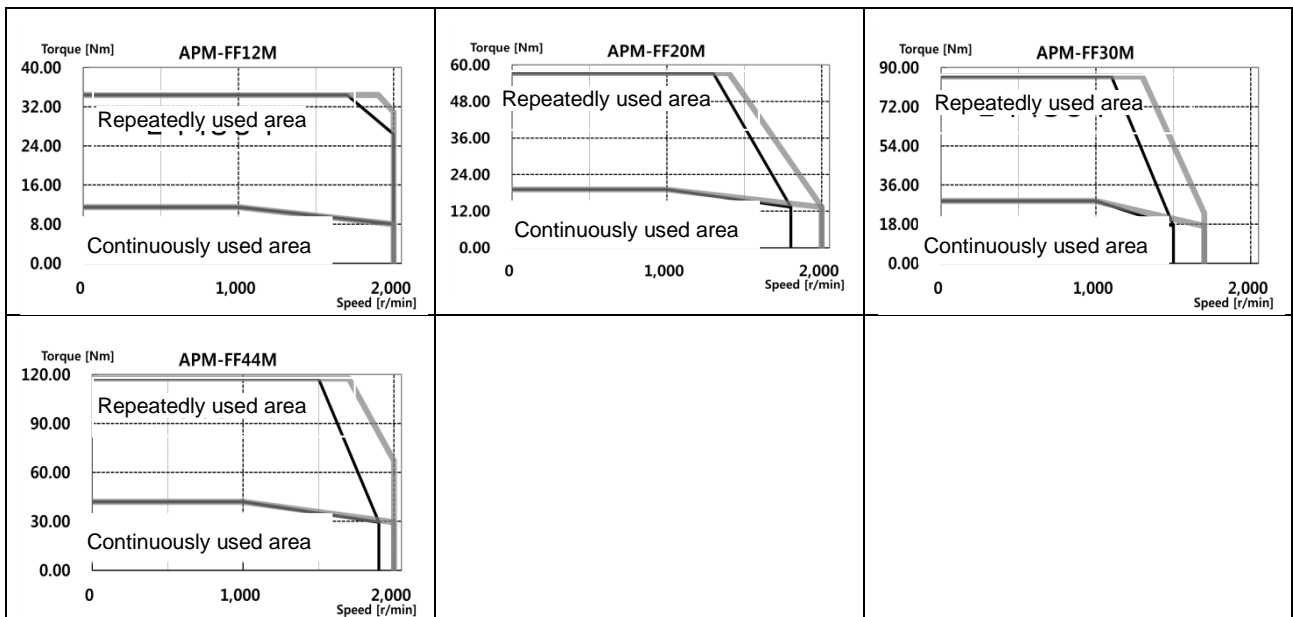 Torque [Nm] APM-FF12M
40.00
32.00
Repeatedly used area
24.00
16.00
8.00
Continuously used area
0.00
0 1,000 2,000
Speed [r/min]
Torque [Nm] APM-FF20M
60.00
48.00
Repeatedly used area
36.00
24.00
12.00
Continuously used area
0.00
0 1,000 2,000
Speed [r/min]
Torque [Nm] APM-FF30M
90.00
72.00
Repeatedly used area
54.00
36.00
18.00
Continuously used area
0.00
0 1,000 2,000
Speed [r/min]
Torque [Nm] APM-FF44M
120.00
Repeatedly used area
90.00
60.00
30.00
Continuously used area
0.00
0 1,000 2,000
Speed [r/min]